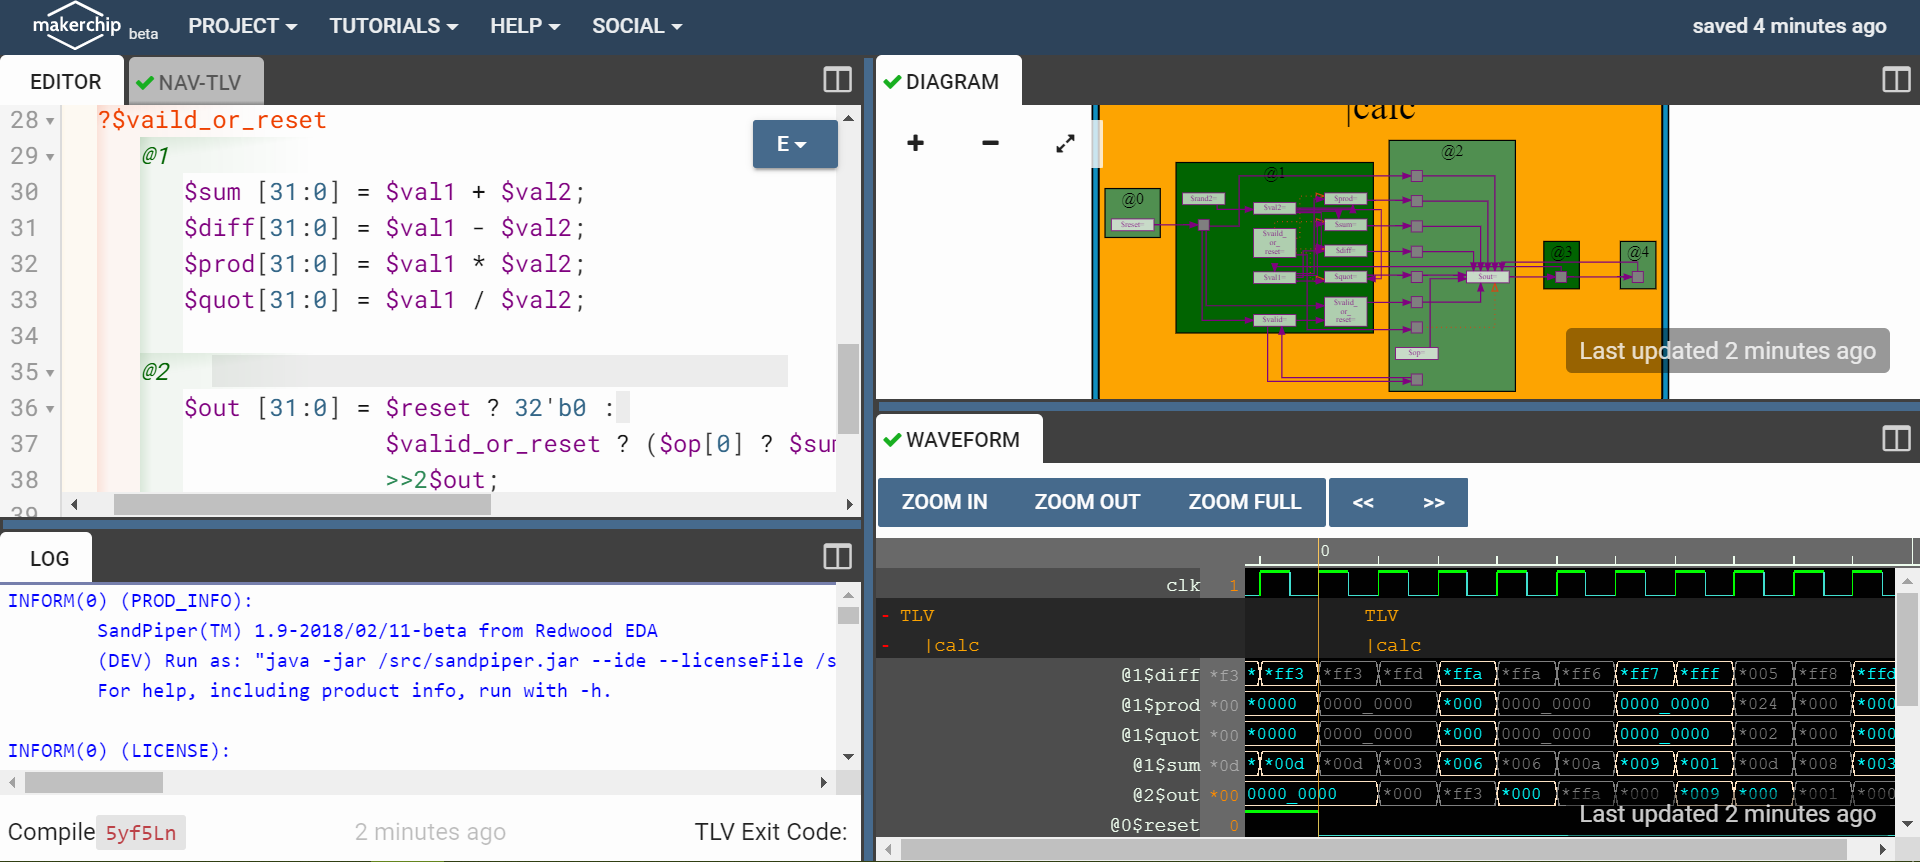 makerchip beta PROJECT TUTORIALS HELP SOCIAL saved 4 minutes ago
EDITOR NAV-TLV
28 ?$vaild_or_reset
E
29 @1
30 $sum [31:0] = $val1 + $val2;
31 $diff[31:0] = $val1 - $val2;
32 $prod[31:0] = $val1 * $val2;
33 $quot[31:0] = $val1 / $val2;
34
35 @2
36 $out [31:0] = $reset ? 32'b0 :
37 $valid_or_reset ? ($op[0] ? $sum
38 >>2$out;
39
LOG
INFORM(0) (PROD_INFO):
SandPiper(TM) 1.9-2018/02/11-beta from Redwood EDA
(DEV) Run as: "java -jar /src/sandpiper.jar --ide --licenseFile /s
For help, including product info, run with -h.
INFORM(0) (LICENSE):
Compile 5yf5Ln 2 minutes ago TLV Exit Code:
DIAGRAM
+ − 
|calc
@0
$reset
@1
$rand2
$val2
$vaild_
or_
reset
$val1
$valid
$prod
$sum
$diff
$quot
$valid_
or_
reset
@2
$out
$op
@3
@4
Last updated 2 minutes ago
WAVEFORM
ZOOM IN ZOOM OUT ZOOM FULL << >>
0
clk 1
- TLV TLV
- |calc |calc
@1$diff *f3 * *ff3 *ff3 *ffd *ffa *ffa *ff6 *ff7 *fff *005 *ff8 *ffd
@1$prod *00 *0000 0000_0000 *000 0000_0000 0000_0000 *024 *000 *000
@1$quot *00 *0000 0000_0000 *000 0000_0000 0000_0000 *002 *000 *000
@1$sum *0d * *00d *00d *003 *006 *006 *00a *009 *001 *00d *008 *003
@2$out *00 0000_0000 *000 *ff3 *000 *ffa *000 *009 *000 *001 *000
@0$reset 0
Last updated 2 minutes ago